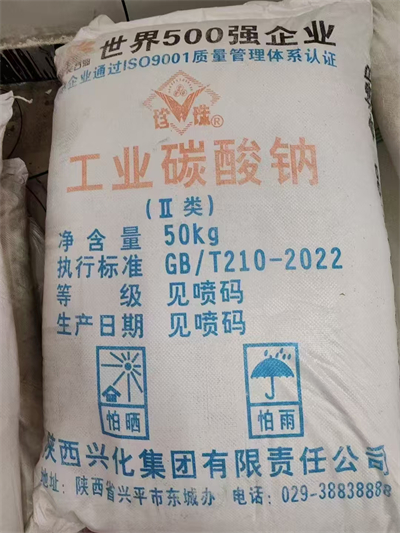 世界500强企业
企业通过ISO9001质量管理体系认证
珍 珠®
工业碳酸钠
(Ⅱ类)
净含量 50kg
执行标准 GB/T210-2022
等级 见喷码
生产日期 见喷码
怕晒 怕雨
陕西兴化集团有限责任公司
地址: 陕西省兴平市东城办 电话: 029-38838888